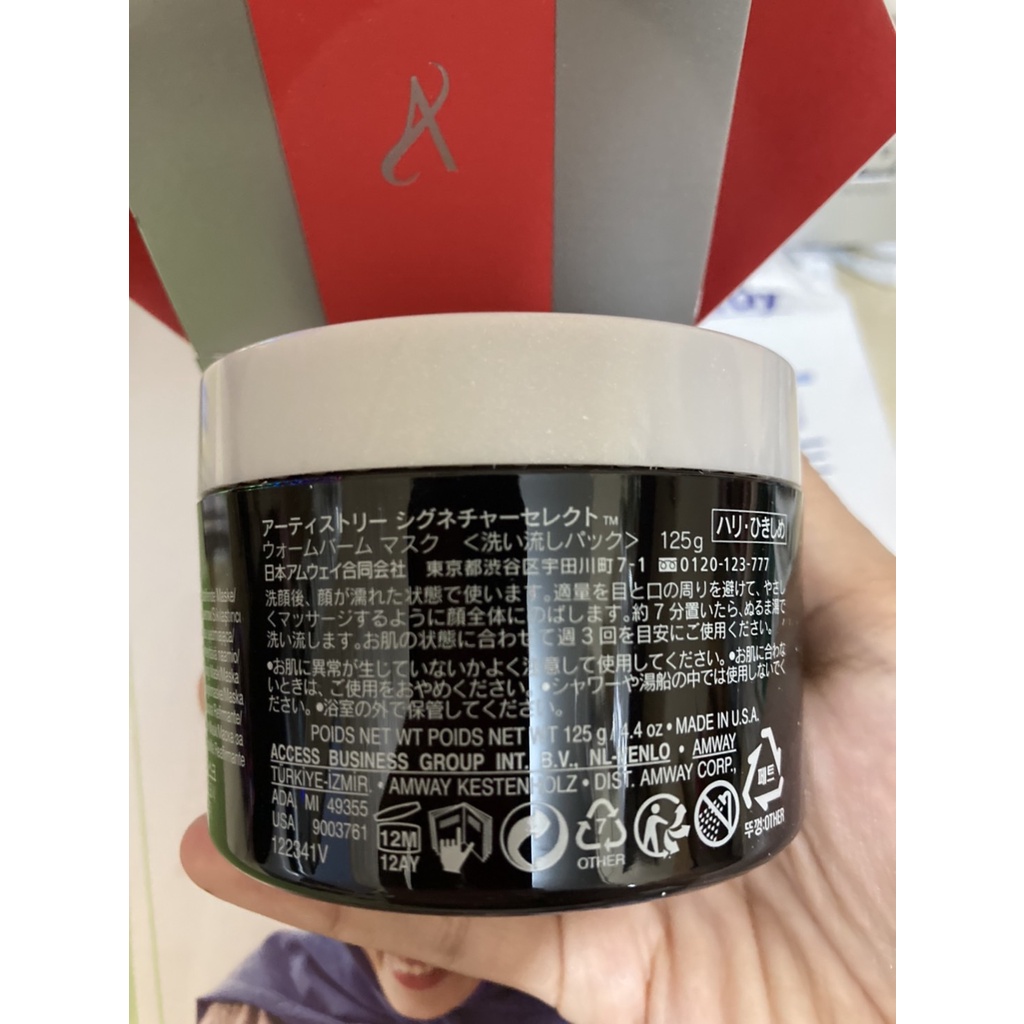 アーティストリー シグネチャーセレクト™
ウォームバーム マスク 〈洗い流しパック〉 125g ハリ・ひきしめ
日本アムウェイ合同会社 東京都渋谷区宇田川町7-1 0120-123-777
洗顔後、顔が濡れた状態で使います。適量を目と口の周りを避けて、やさし
くマッサージするように顔全体にのばします。約7分置いたら、ぬるま湯で
洗い流します。お肌の状態に合わせて週3回を目安にご使用ください。
•お肌に異常が生じていないかよく注意して使用してください。•お肌に合わな
いときは、ご使用をおやめください。•シャワーや湯船の中では使用しないでく
ださい。•浴室の外で保管してください。
POIDS NET WT POIDS NET WT 125 g / 4.4 oz • MADE IN U.S.A.
ACCESS BUSINESS GROUP INT. B.V., NL-VENLO • AMWAY
TURKIYE-IZMIR. • AMWAY KESTENHOLZ • DIST. AMWAY CORP.,
ADA, MI 49355
USA 9003761
122341V
12M
12AY
7
OTHER
페트
뚜껑:OTHER